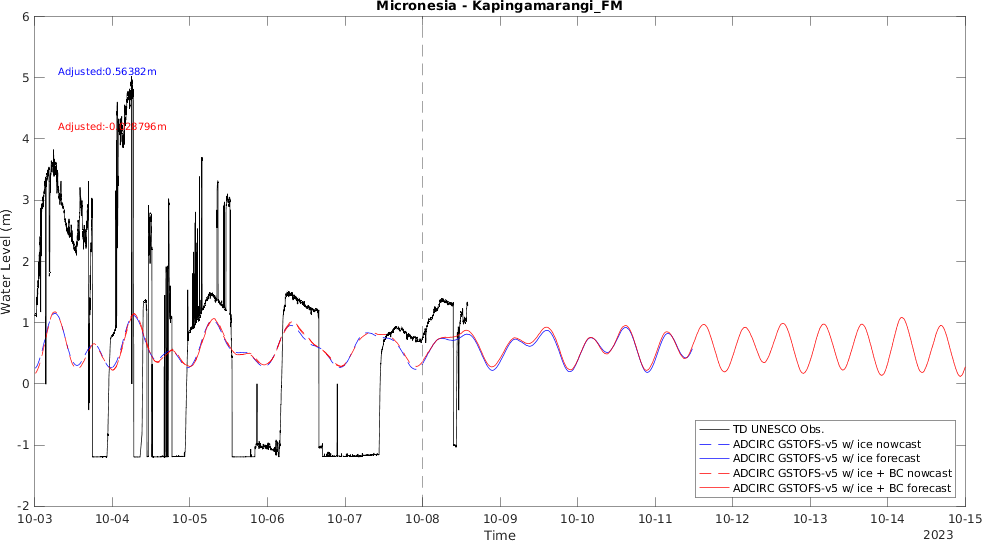 Micronesia - Kapingamarangi_FM
6
5
4
3
2
1
0
-1
-2
Water Level (m)
Adjusted:0.56382m
Adjusted:-0.028796m
TD UNESCO Obs.
ADCIRC GSTOFS-v5 w/ ice nowcast
ADCIRC GSTOFS-v5 w/ ice forecast
ADCIRC GSTOFS-v5 w/ ice + BC nowcast
ADCIRC GSTOFS-v5 w/ ice + BC forecast
10-03 10-04 10-05 10-06 10-07 10-08 10-09 10-10 10-11 10-12 10-13 10-14 10-15
Time
2023